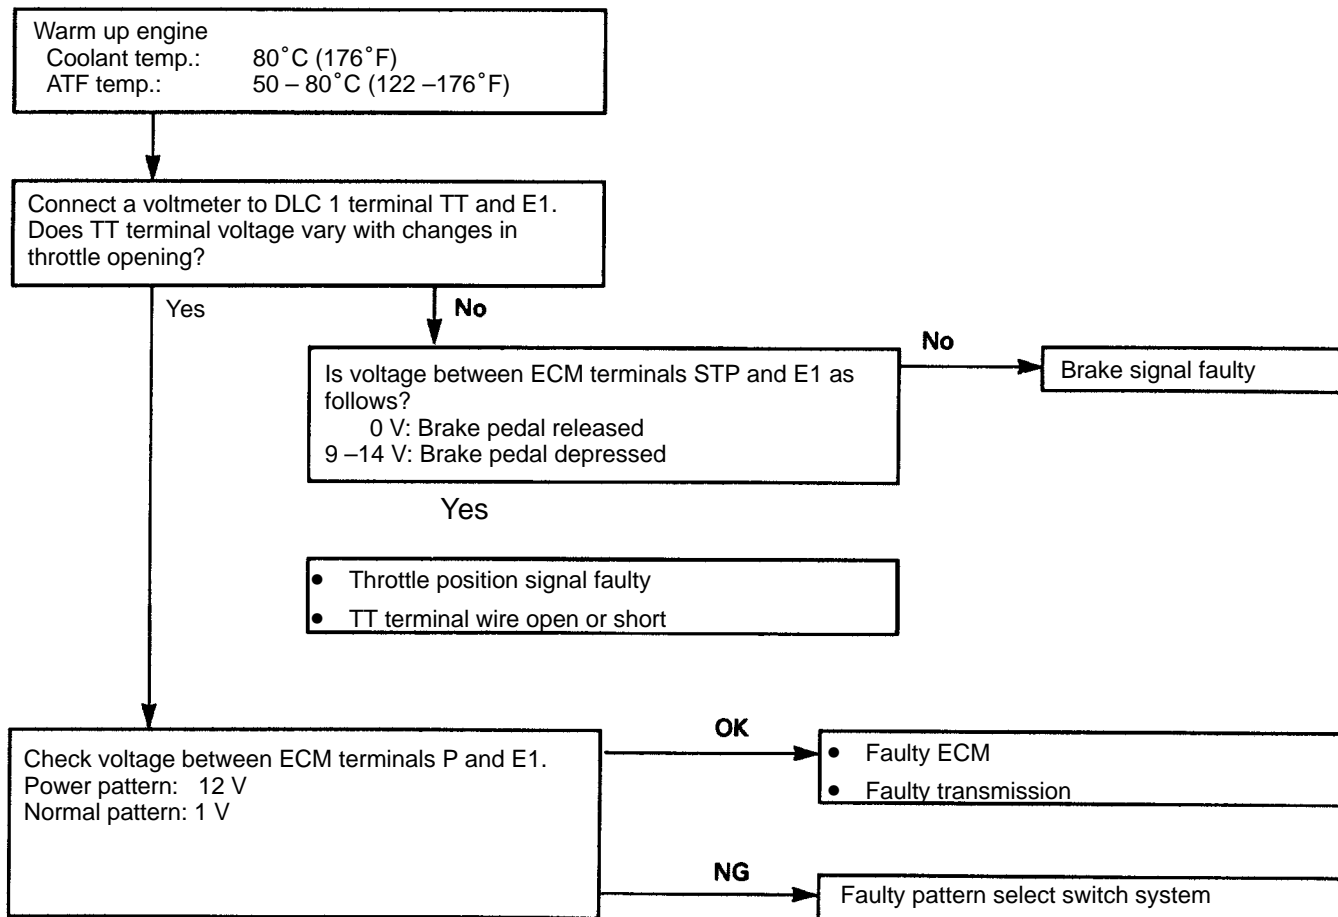 Warm up engine
Coolant temp.: 80˚C (176˚F)
ATF temp.: 50 – 80˚C (122 –176˚F)
Connect a voltmeter to DLC 1 terminal TT and E1.
Does TT terminal voltage vary with changes in
throttle opening?
Yes
No
Is voltage between ECM terminals STP and E1 as
follows?
0 V: Brake pedal released
9 –14 V: Brake pedal depressed
No
Brake signal faulty
Yes
• Throttle position signal faulty
• TT terminal wire open or short
Check voltage between ECM terminals P and E1.
Power pattern: 12 V
Normal pattern: 1 V
OK
• Faulty ECM
• Faulty transmission
NG
Faulty pattern select switch system